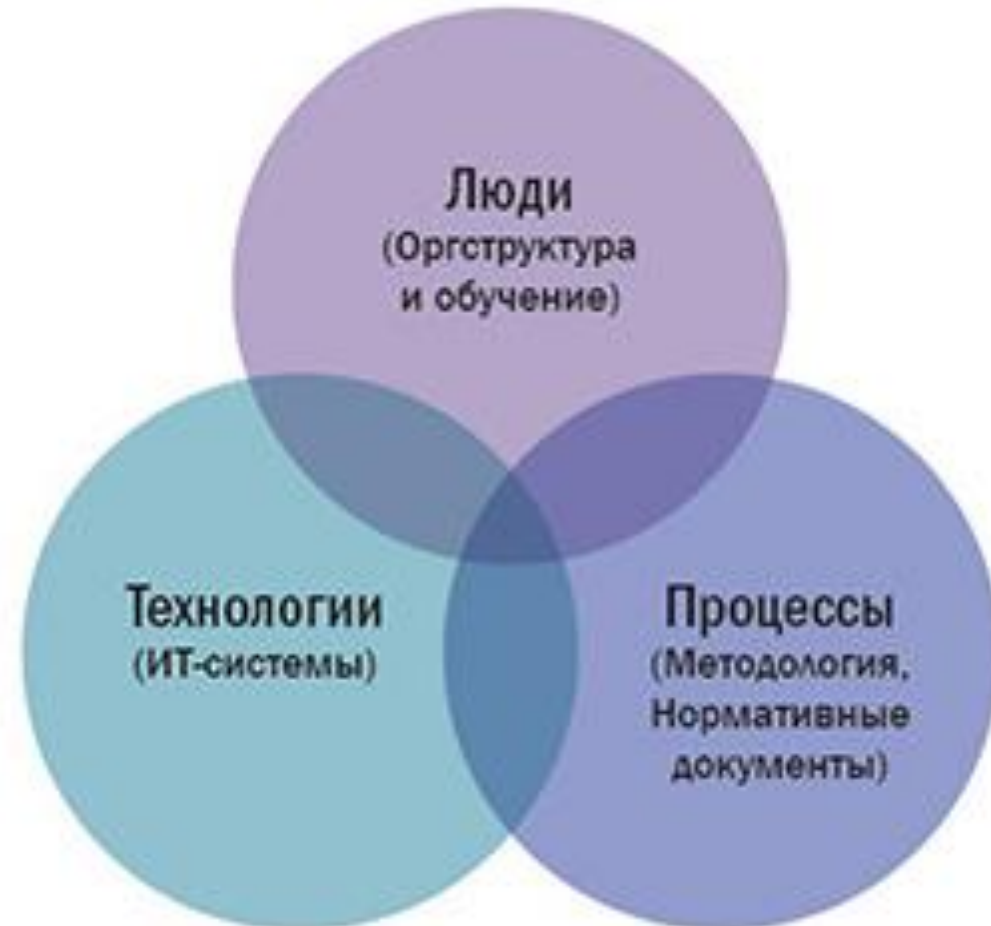 Люди
(Оргструктура
и обучение)
Технологии
(ИТ-системы)
Процессы
(Методология,
Нормативные
документы)